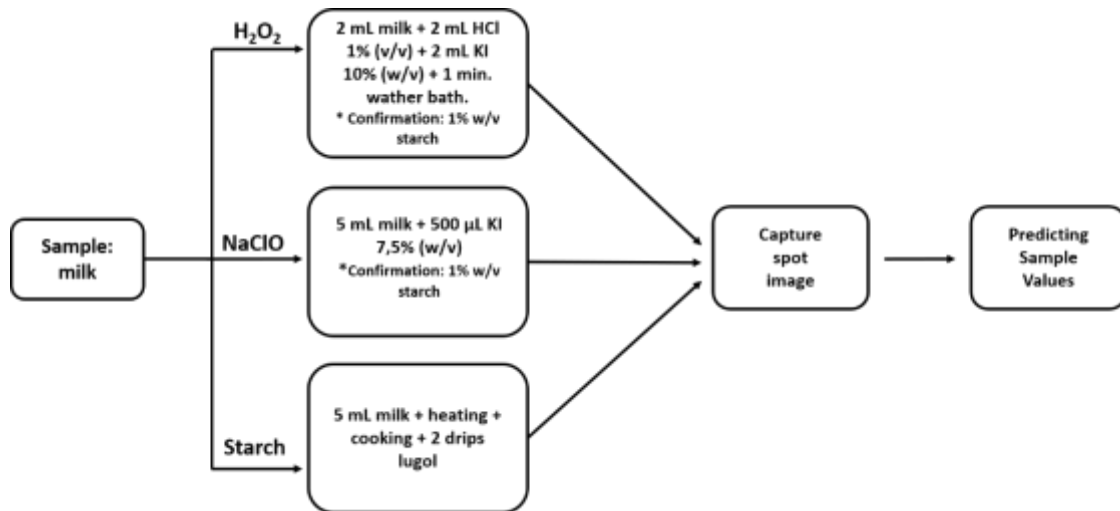 Sample:
milk
H₂O₂
2 mL milk + 2 mL HCl
1% (v/v) + 2 mL KI
10% (w/v) + 1 min.
wather bath.
* Confirmation: 1% w/v
starch
NaClO
5 mL milk + 500 µL KI
7,5% (w/v)
*Confirmation: 1% w/v
starch
Starch
5 mL milk + heating +
cooking + 2 drips
lugol
Capture
spot
image
Predicting
Sample
Values